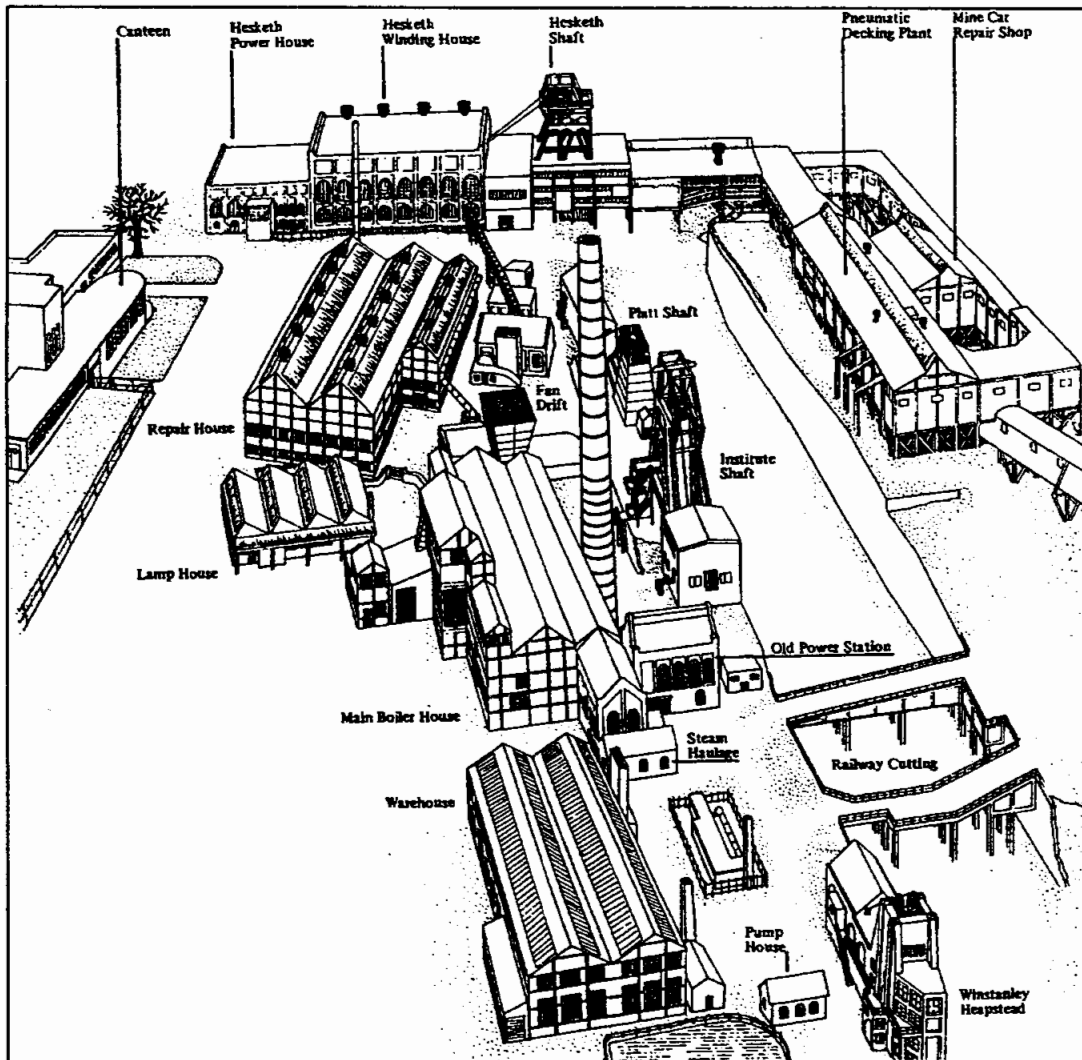 Canteen
Hesketh
Power House
Hesketh
Winding House
Hesketh
Shaft
Pneumatic
Decking Plant
Mine Car
Repair Shop
Platt Shaft
Fan
Drift
Repair House
Institute
Shaft
Lamp House
Old Power Station
Main Boiler House
Steam
Haulage
Railway Cutting
Warehouse
Pump
House
Winstanley
Heapstead